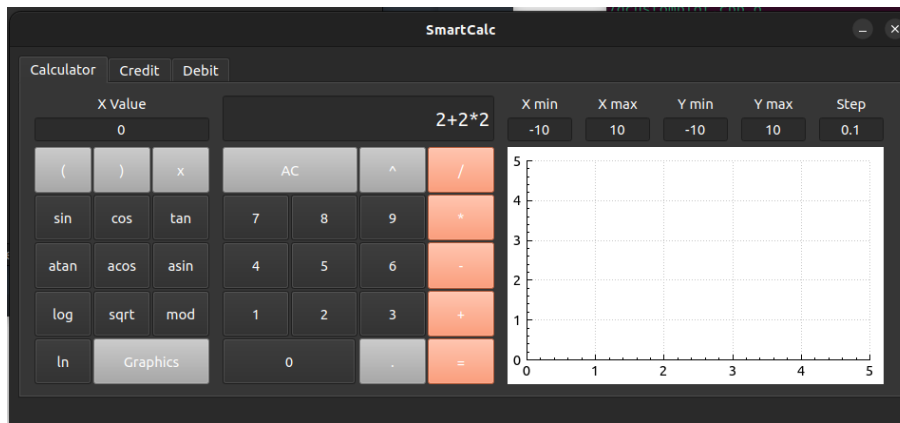 SmartCalc
Calculator Credit Debit
X Value
0
2+2*2
X min X max Y min Y max Step
-10 10 -10 10 0.1
( ) x AC ^ /
sin cos tan 7 8 9 *
atan acos asin 4 5 6 -
log sqrt mod 1 2 3 +
ln Graphics 0 . =
5
4
3
2
1
0
0 1 2 3 4 5